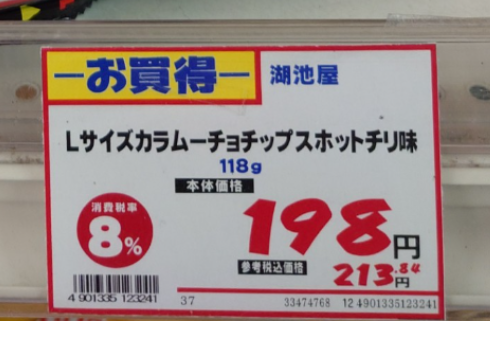 お買得
湖池屋
Lサイズカラムーチョチップスホットチリ味
118g
本体価格
198円
消費税率
8%
参考税込価格
213.84円
4 901335 123241
37
33474768
12 4901335123241